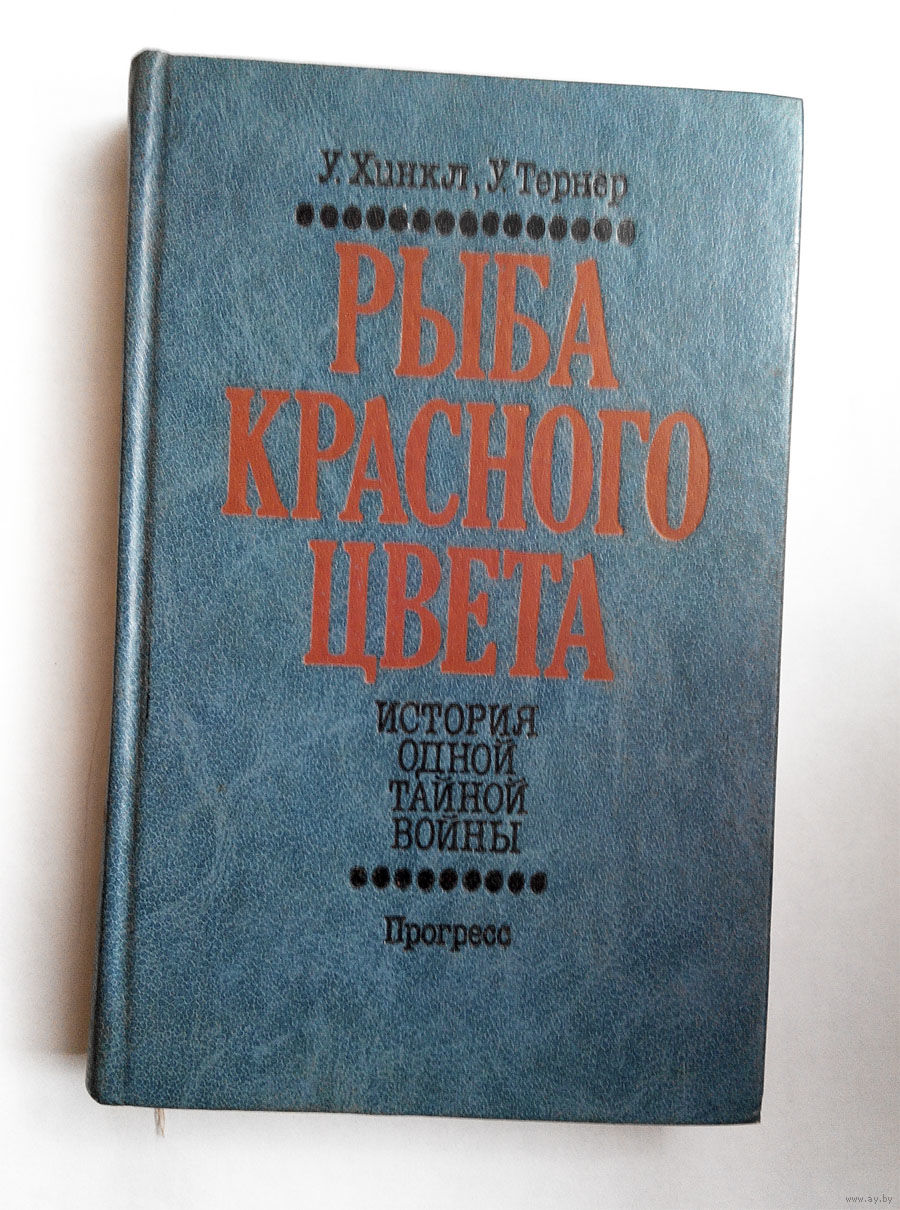 У. Хинкл, У. Тернер
РЫБА
КРАСНОГО
ЦВЕТА
ИСТОРИЯ
ОДНОЙ
ТАЙНОЙ
ВОЙНЫ
Прогресс
www.ay.by